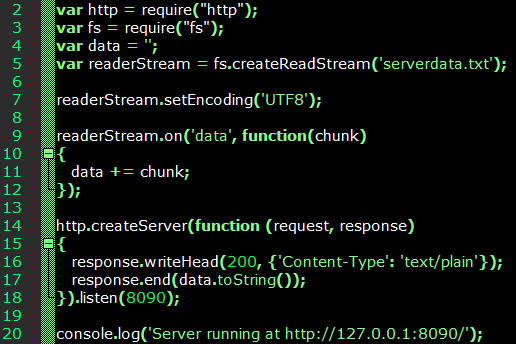 2 var http = require("http");
3 var fs = require("fs");
4 var data = '';
5 var readerStream = fs.createReadStream('serverdata.txt');
6
7 readerStream.setEncoding('UTF8');
8
9 readerStream.on('data', function(chunk)
10 {
11 data += chunk;
12 });
13
14 http.createServer(function (request, response)
15 {
16 response.writeHead(200, {'Content-Type': 'text/plain'});
17 response.end(data.toString());
18 }).listen(8090);
19
20 console.log('Server running at http://127.0.0.1:8090/');